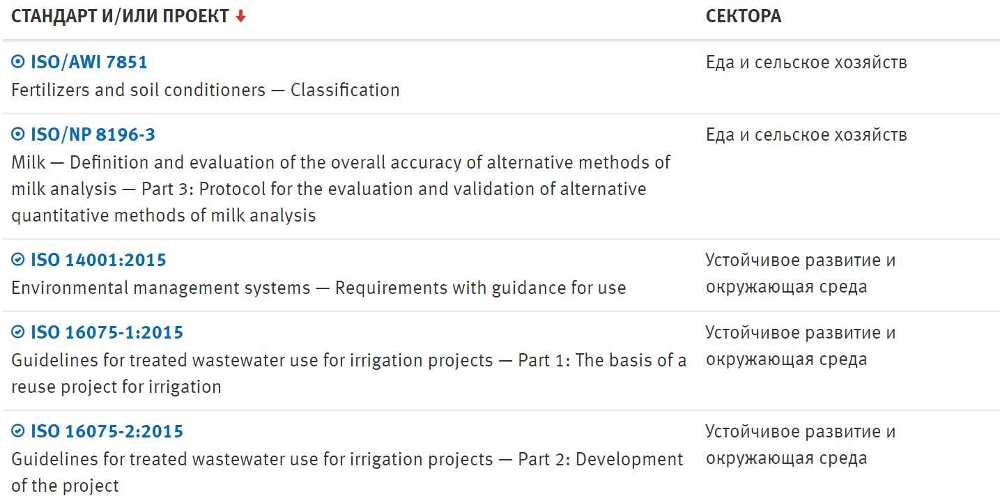 СТАНДАРТ И/ИЛИ ПРОЕКТ
СЕКТОРА
ISO/AWI 7851
Еда и сельское хозяйств
Fertilizers and soil conditioners — Classification
ISO/NP 8196-3
Еда и сельское хозяйств
Milk — Definition and evaluation of the overall accuracy of alternative methods of
milk analysis — Part 3: Protocol for the evaluation and validation of alternative
quantitative methods of milk analysis
ISO 14001:2015
Устойчивое развитие и
окружающая среда
Environmental management systems — Requirements with guidance for use
ISO 16075-1:2015
Устойчивое развитие и
окружающая среда
Guidelines for treated wastewater use for irrigation projects — Part 1: The basis of a
reuse project for irrigation
ISO 16075-2:2015
Устойчивое развитие и
окружающая среда
Guidelines for treated wastewater use for irrigation projects — Part 2: Development
of the project